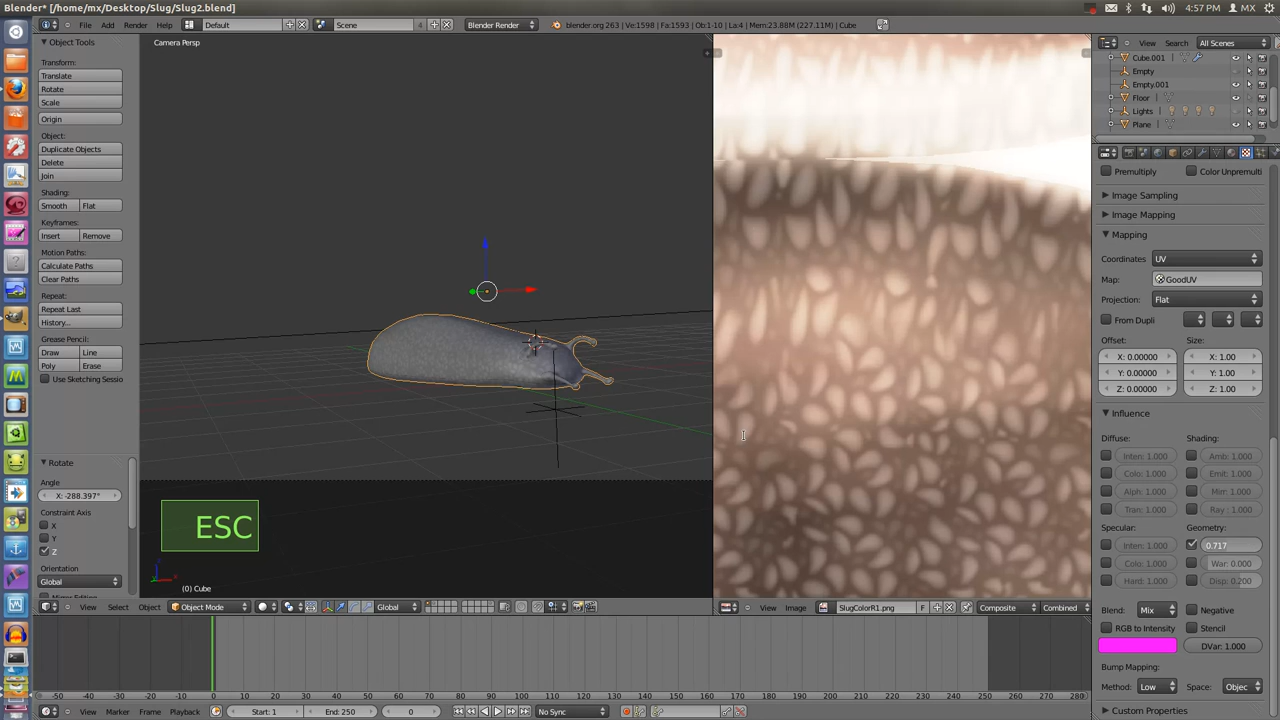 Blender* [/home/mx/Desktop/Slug/Slug2.blend]
4:57 PM MX
File Add Render Help Default Scene 4 Blender Render blender.org 263 | Ve:1598 | Fa:1593 | Ob:1-10 | La:4 | Mem:23.88M (227.11M) | Cube
View Search All Scenes
Object Tools
Camera Persp
Transform:
Translate
Rotate
Scale
Origin
Object:
Duplicate Objects
Delete
Join
Shading:
Smooth Flat
Keyframes:
Insert Remove
Motion Paths:
Calculate Paths
Clear Paths
Repeat:
Repeat Last
History...
Grease Pencil:
Draw Line
Poly Erase
Use Sketching Sessio
Rotate
Angle
X: -288.397°
Constraint Axis
X
Y
Z
Orientation
Global
ESC
(0) Cube
View Select Object Object Mode Global
View Image SlugColorR1.png F Composite Combined
Cube.001
Empty
Empty.001
Floor
Lights
Plane
Premultiply Color Unpremulti
Image Sampling
Image Mapping
Mapping
Coordinates: UV
Map: GoodUV
Projection: Flat
From Dupli
Offset: Size:
X: 0.00000 X: 1.00
Y: 0.00000 Y: 1.00
Z: 0.00000 Z: 1.00
Influence
Diffuse: Shading:
Inten: 1.000 Amb: 1.000
Colo: 1.000 Emit: 1.000
Alph: 1.000 Mirr: 1.000
Tran: 1.000 Ray : 1.000
Specular: Geometry:
Inten: 1.000 0.717
Colo: 1.000 War: 0.000
Hard: 1.000 Disp: 0.200
Blend: Mix Negative
RGB to Intensity Stencil
DVar: 1.000
Bump Mapping:
Method: Low Space: Objec
Custom Properties
-50 -40 -30 -20 -10 0 10 20 30 40 50 60 70 80 90 100 110 120 130 140 150 160 170 180 190 200 210 220 230 240 250 260 270 280
View Marker Frame Playback Start: 1 End: 250 0 No Sync